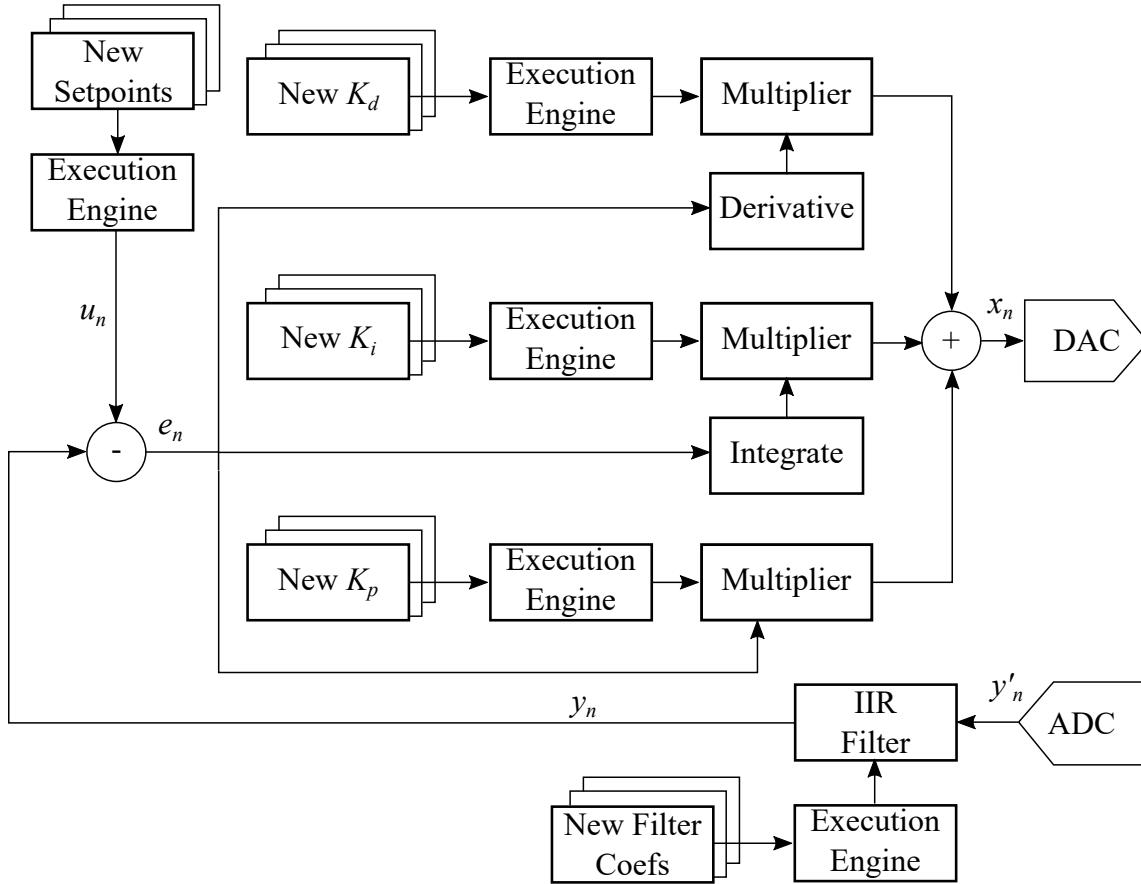 New
Setpoints
Execution
Engine
u_n
New K_d
Execution
Engine
Multiplier
Derivative
New K_i
Execution
Engine
Multiplier
+
x_n
DAC
-
e_n
Integrate
New K_p
Execution
Engine
Multiplier
y_n
IIR
Filter
y'_n
ADC
New Filter
Coefs
Execution
Engine